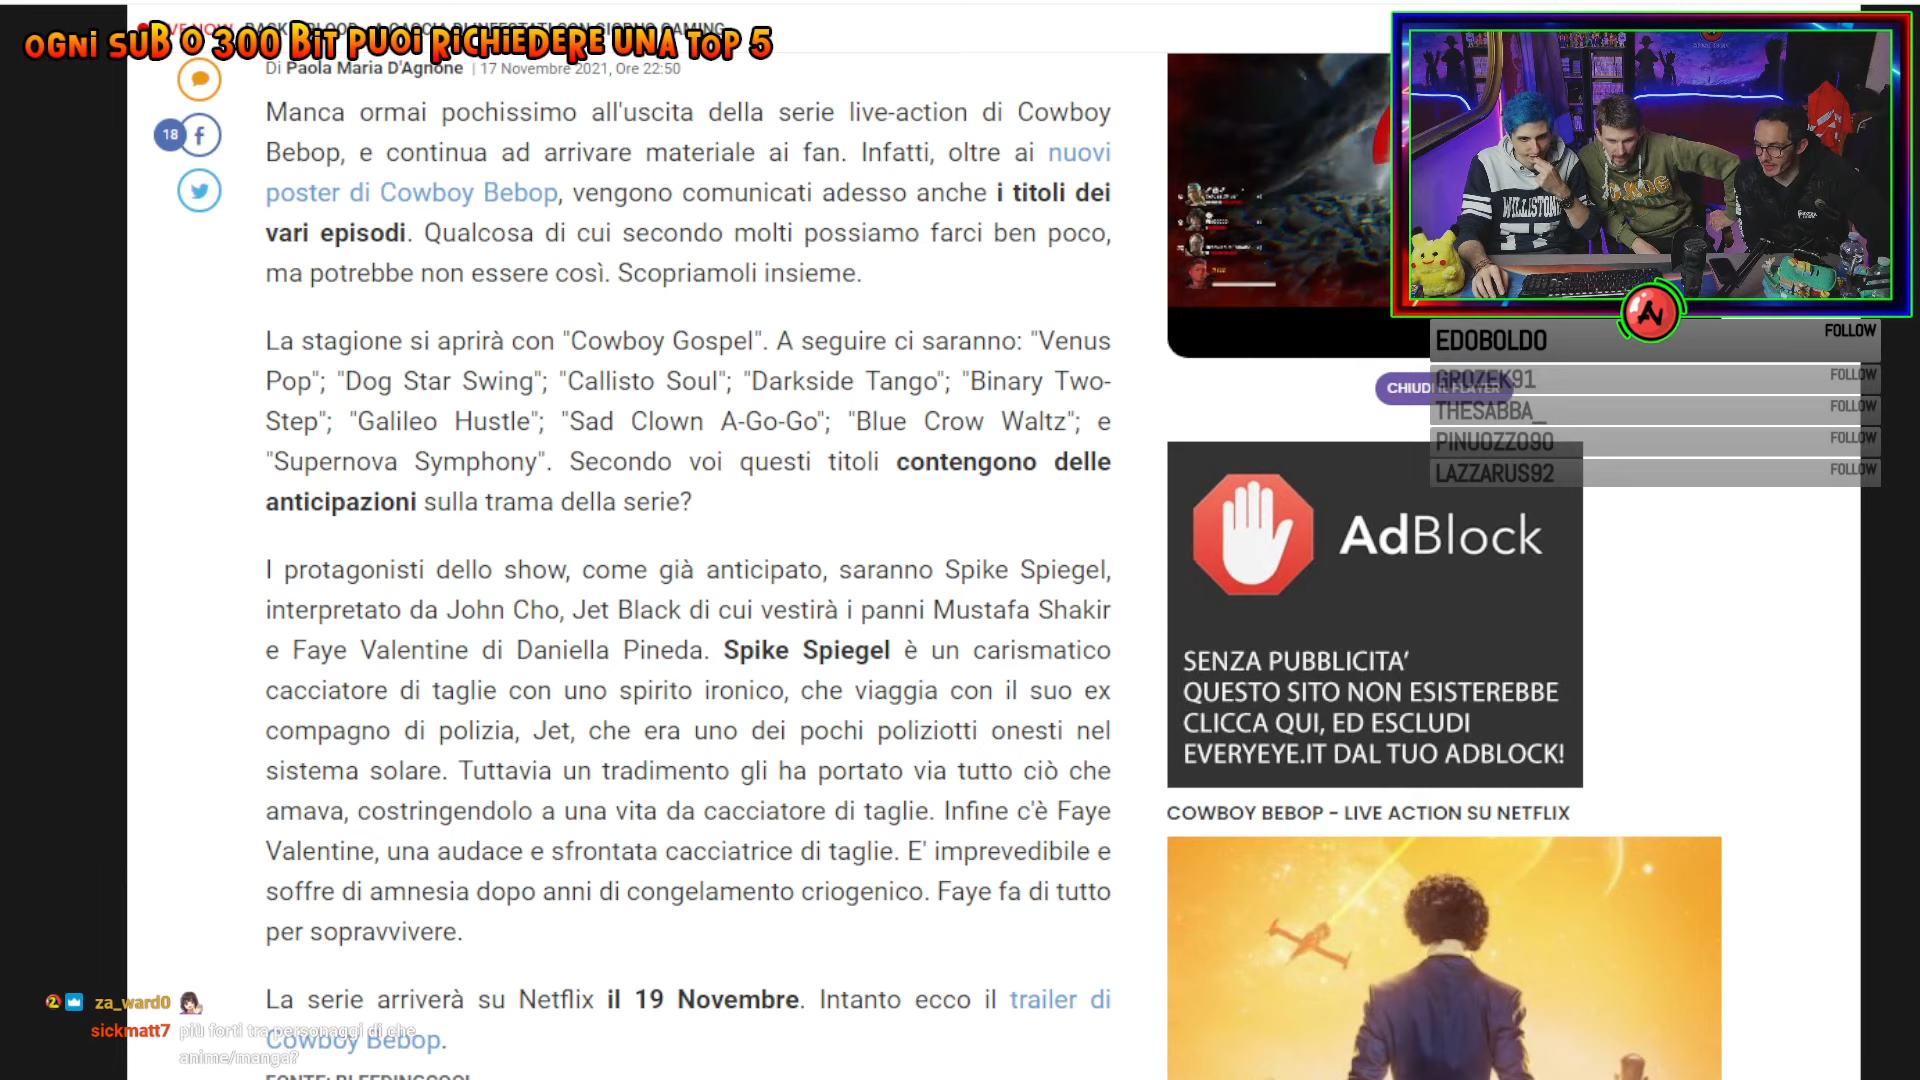 OGNI SUB O 300 BIT PUOI RICHIEDERE UNA TOP 5
Di Paola Maria D'Agnone | 17 Novembre 2021, Ore 22:50
18
Manca ormai pochissimo all'uscita della serie live-action di Cowboy
Bebop, e continua ad arrivare materiale ai fan. Infatti, oltre ai nuovi
poster di Cowboy Bebop, vengono comunicati adesso anche i titoli dei
vari episodi. Qualcosa di cui secondo molti possiamo farci ben poco,
ma potrebbe non essere così. Scopriamoli insieme.
La stagione si aprirà con "Cowboy Gospel". A seguire ci saranno: "Venus
Pop"; "Dog Star Swing"; "Callisto Soul"; "Darkside Tango"; "Binary Two-
Step"; "Galileo Hustle"; "Sad Clown A-Go-Go"; "Blue Crow Waltz"; e
"Supernova Symphony". Secondo voi questi titoli contengono delle
anticipazioni sulla trama della serie?
I protagonisti dello show, come già anticipato, saranno Spike Spiegel,
interpretato da John Cho, Jet Black di cui vestirà i panni Mustafa Shakir
e Faye Valentine di Daniella Pineda. Spike Spiegel è un carismatico
cacciatore di taglie con uno spirito ironico, che viaggia con il suo ex
compagno di polizia, Jet, che era uno dei pochi poliziotti onesti nel
sistema solare. Tuttavia un tradimento gli ha portato via tutto ciò che
amava, costringendolo a una vita da cacciatore di taglie. Infine c'è Faye
Valentine, una audace e sfrontata cacciatrice di taglie. E' imprevedibile e
soffre di amnesia dopo anni di congelamento criogenico. Faye fa di tutto
per sopravvivere.
La serie arriverà su Netflix il 19 Novembre. Intanto ecco il trailer di
Cowboy Bebop.
FONTE: BLEEDINGCOOL
za_ward0
sickmatt7 più forti tra personaggi di che
anime/manga?
WILLISTON
EDOBOLDO FOLLOW
GROZEK91 FOLLOW
THESABBA_ FOLLOW
PINUOZZO90 FOLLOW
LAZZARUS92 FOLLOW
CHIUDI IL PLAYER
AdBlock
SENZA PUBBLICITA'
QUESTO SITO NON ESISTEREBBE
CLICCA QUI, ED ESCLUDI
EVERYEYE.IT DAL TUO ADBLOCK!
COWBOY BEBOP - LIVE ACTION SU NETFLIX